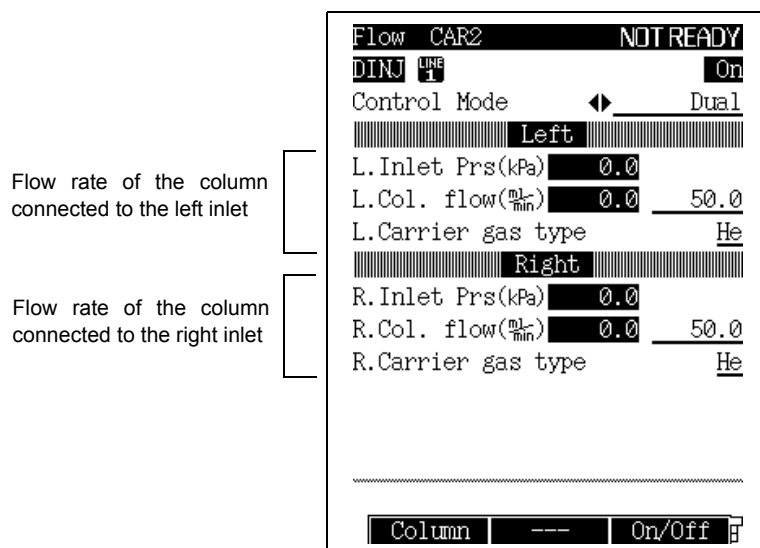 Flow CAR2 NOT READY
DINJ LINE 1 On
Control Mode Dual
Left
Flow rate of the column
connected to the left inlet
L.Inlet Prs(kPa) 0.0
L.Col. flow(ml/min) 0.0 50.0
L.Carrier gas type He
Right
Flow rate of the column
connected to the right inlet
R.Inlet Prs(kPa) 0.0
R.Col. flow(ml/min) 0.0 50.0
R.Carrier gas type He
Column --- On/Off